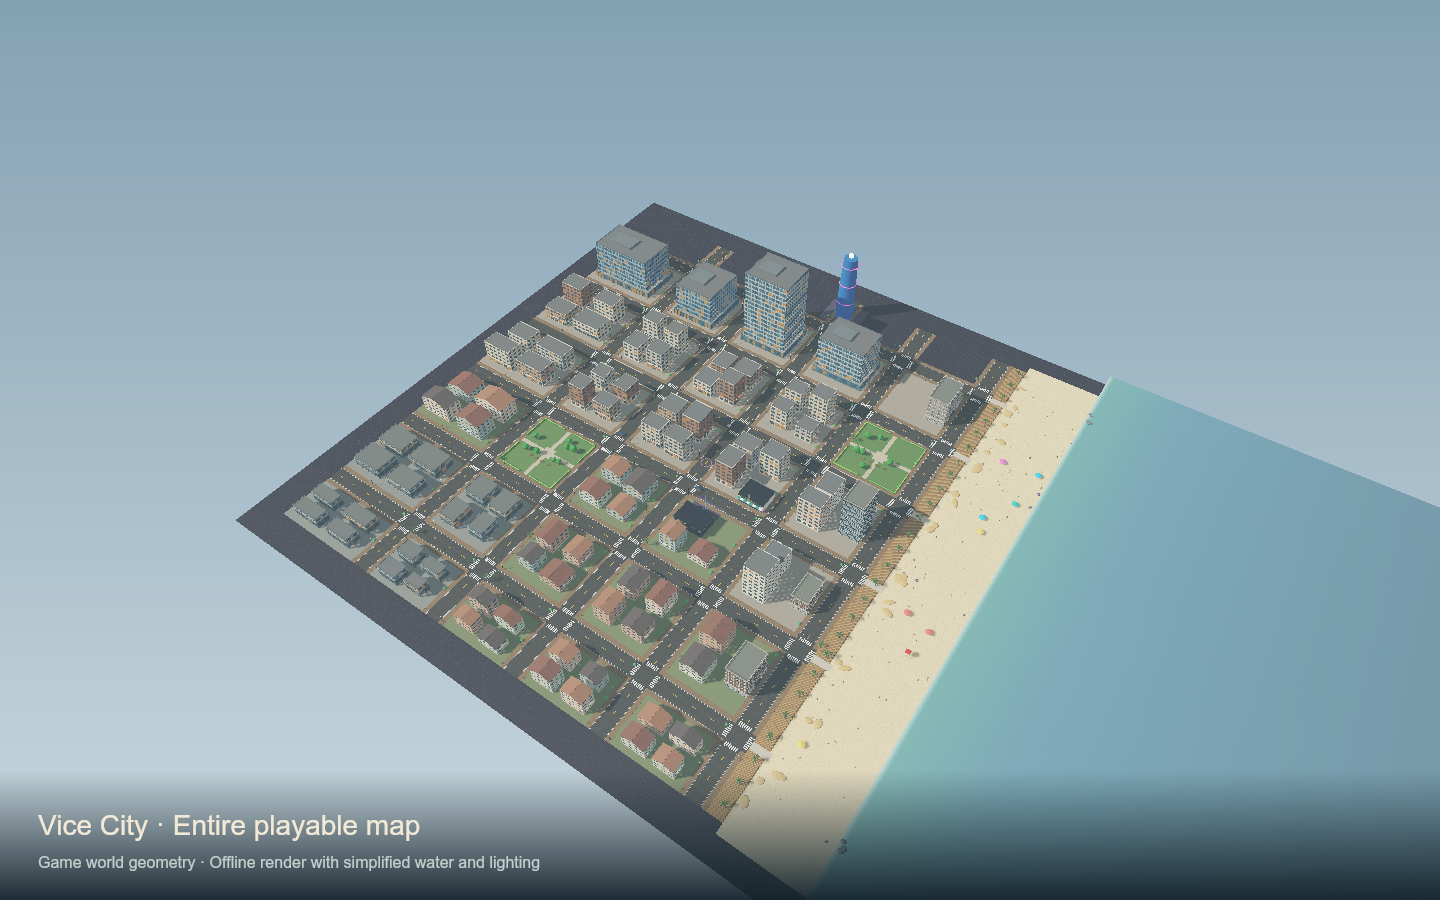 Vice City · Entire playable map
Game world geometry · Offline render with simplified water and lighting